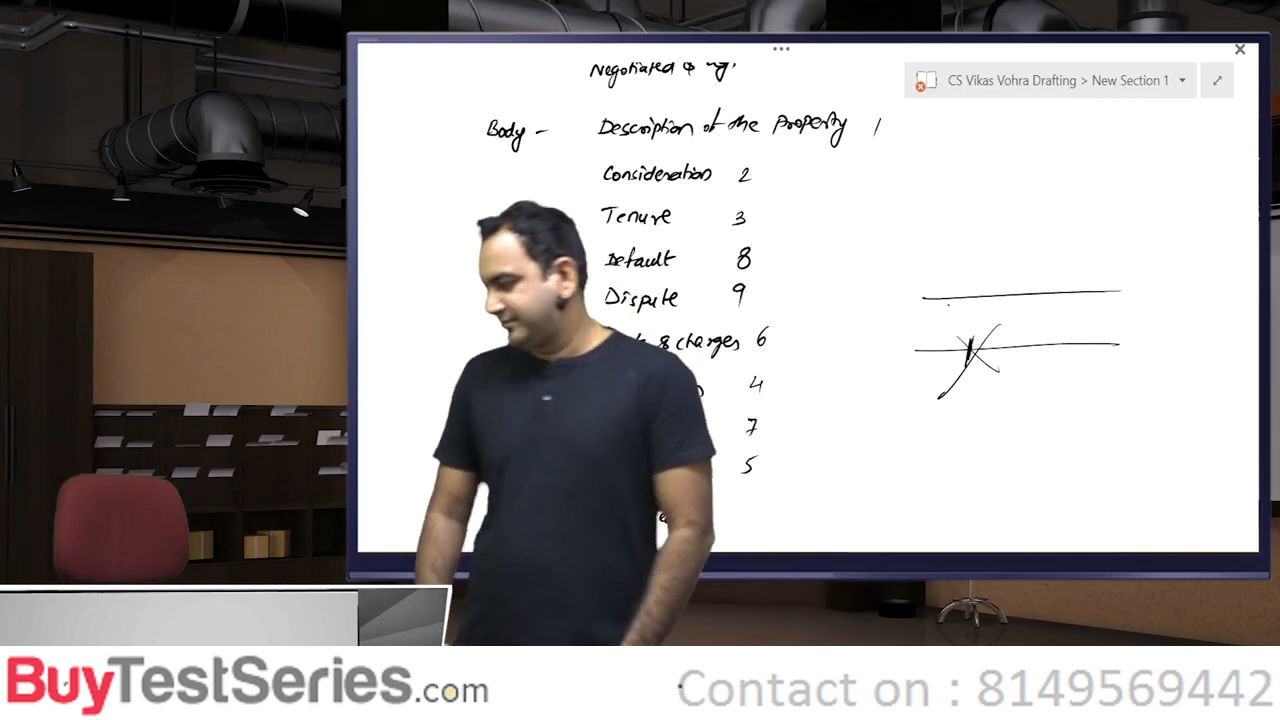 Negotiated &
CS Vikas Vohra Drafting > New Section 1
Body - Description of the Property 1
Consideration 2
Tenure 3
Default 8
Dispute 9
& charges 6
4
7
5
BuyTestSeries.com
Contact on : 8149569442